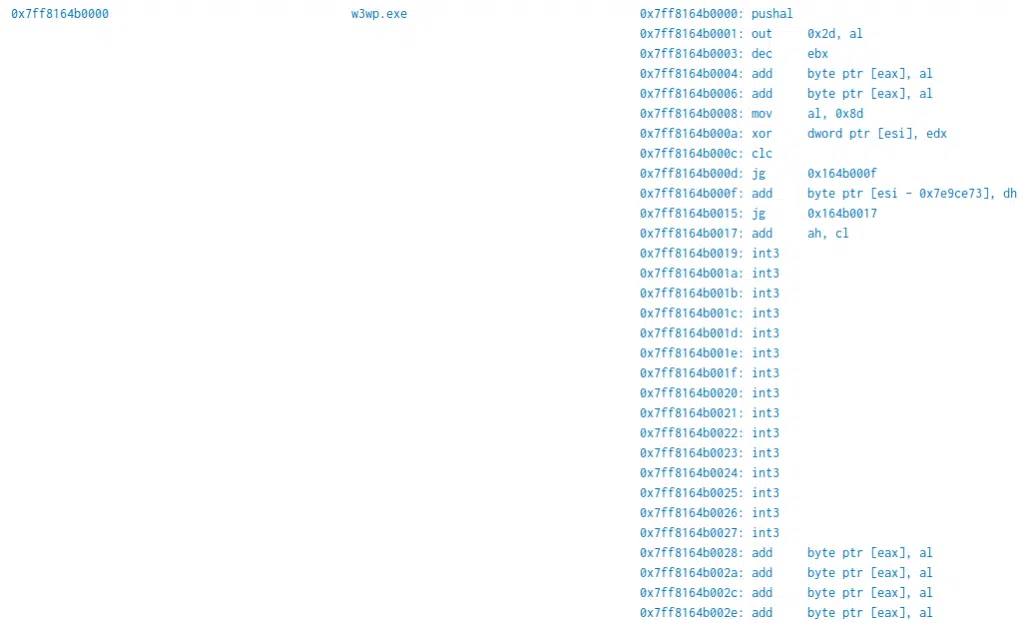 0x7ff8164b0000 w3wp.exe 0x7ff8164b0000: pushal
0x7ff8164b0001: out 0x2d, al
0x7ff8164b0003: dec ebx
0x7ff8164b0004: add byte ptr [eax], al
0x7ff8164b0006: add byte ptr [eax], al
0x7ff8164b0008: mov al, 0x8d
0x7ff8164b000a: xor dword ptr [esi], edx
0x7ff8164b000c: clc
0x7ff8164b000d: jg 0x164b000f
0x7ff8164b000f: add byte ptr [esi - 0x7e9ce73], dh
0x7ff8164b0015: jg 0x164b0017
0x7ff8164b0017: add ah, cl
0x7ff8164b0019: int3
0x7ff8164b001a: int3
0x7ff8164b001b: int3
0x7ff8164b001c: int3
0x7ff8164b001d: int3
0x7ff8164b001e: int3
0x7ff8164b001f: int3
0x7ff8164b0020: int3
0x7ff8164b0021: int3
0x7ff8164b0022: int3
0x7ff8164b0023: int3
0x7ff8164b0024: int3
0x7ff8164b0025: int3
0x7ff8164b0026: int3
0x7ff8164b0027: int3
0x7ff8164b0028: add byte ptr [eax], al
0x7ff8164b002a: add byte ptr [eax], al
0x7ff8164b002c: add byte ptr [eax], al
0x7ff8164b002e: add byte ptr [eax], al